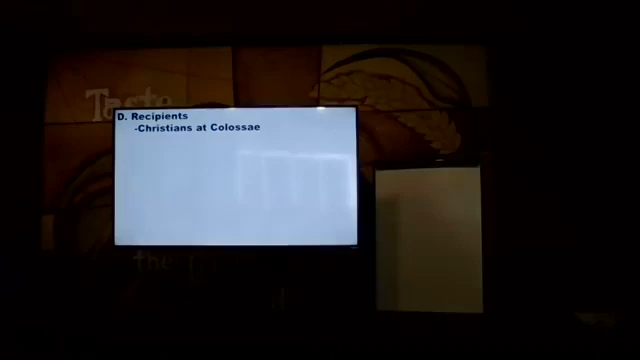 Taste
D. Recipients
-Christians at Colossae
the